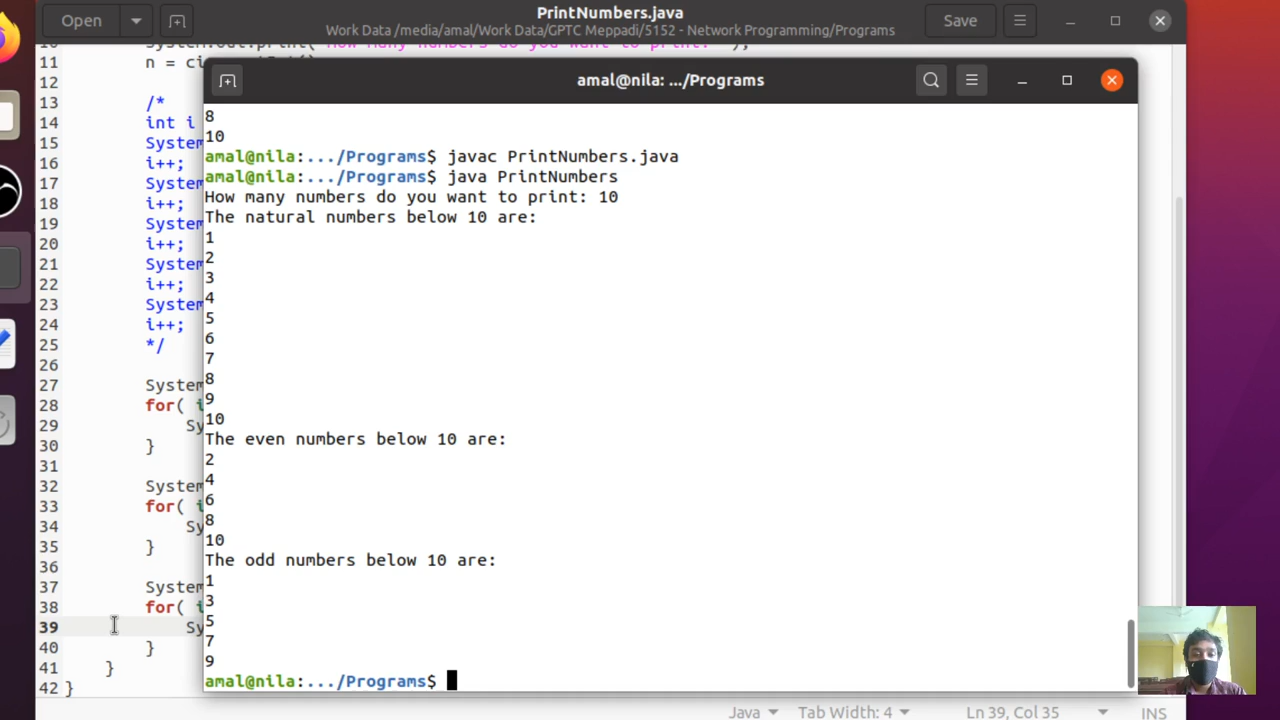 Open
PrintNumbers.java
Work Data /media/amal/Work Data/GPTC Meppadi/5152 - Network Programming/Programs
Save
11 n = ci
12
13 /*
14 int i
15 System
16 i++;
17 System
18 i++;
19 System
20 i++;
21 System
22 i++;
23 System
24 i++;
25 */
26
27 System
28 for(
29 Sy
30 }
31
32 System
33 for(
34 Sy
35 }
36
37 System
38 for(
39 Sy
40 }
41 }
42 }
amal@nila: .../Programs
8
10
amal@nila:.../Programs$ javac PrintNumbers.java
amal@nila:.../Programs$ java PrintNumbers
How many numbers do you want to print: 10
The natural numbers below 10 are:
1
2
3
4
5
6
7
8
9
10
The even numbers below 10 are:
2
4
6
8
10
The odd numbers below 10 are:
1
3
5
7
9
amal@nila:.../Programs$
Java
Tab Width: 4
Ln 39, Col 35
INS